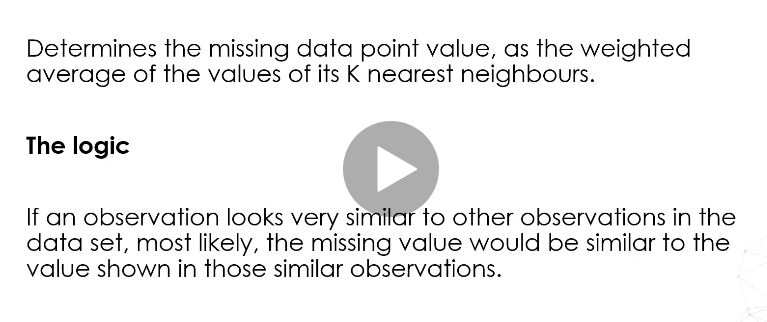 Determines the missing data point value, as the weighted
average of the values of its K nearest neighbours.
The logic
If an observation looks very similar to other observations in the
data set, most likely, the missing value would be similar to the
value shown in those similar observations.